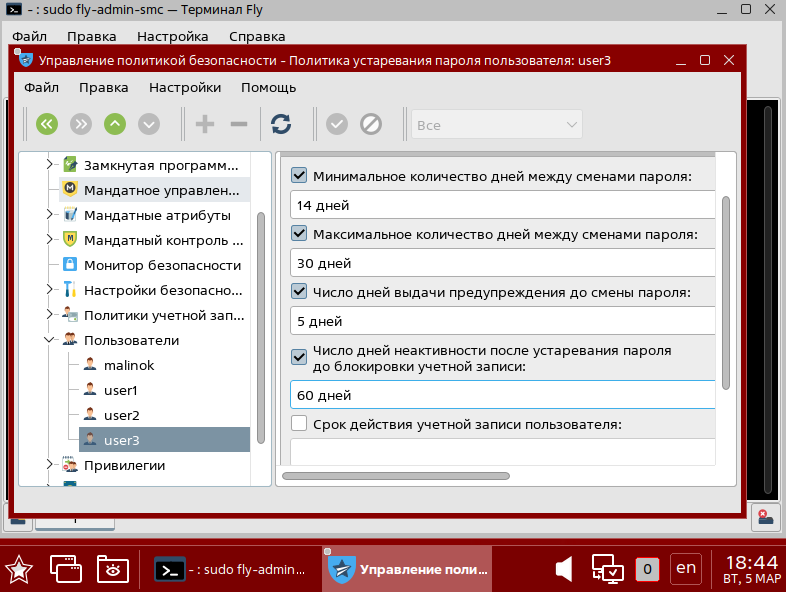 - : sudo fly-admin-smc — Терминал Fly
Файл Правка Настройка Справка
Управление политикой безопасности - Политика устаревания пароля пользователя: user3
Файл Правка Настройки Помощь
Все
Замкнутая программ...
Мандатное управлен...
Мандатные атрибуты
Мандатный контроль ...
Монитор безопасности
Настройки безопасно...
Политики учетной зап...
Пользователи
malinok
user1
user2
user3
Привилегии
Минимальное количество дней между сменами пароля:
14 дней
Максимальное количество дней между сменами пароля:
30 дней
Число дней выдачи предупреждения до смены пароля:
5 дней
Число дней неактивности после устаревания пароля
до блокировки учетной записи:
60 дней
Срок действия учетной записи пользователя:
- : sudo fly-admin...
Управление поли...
0
en
18:44
ВТ, 5 МАР